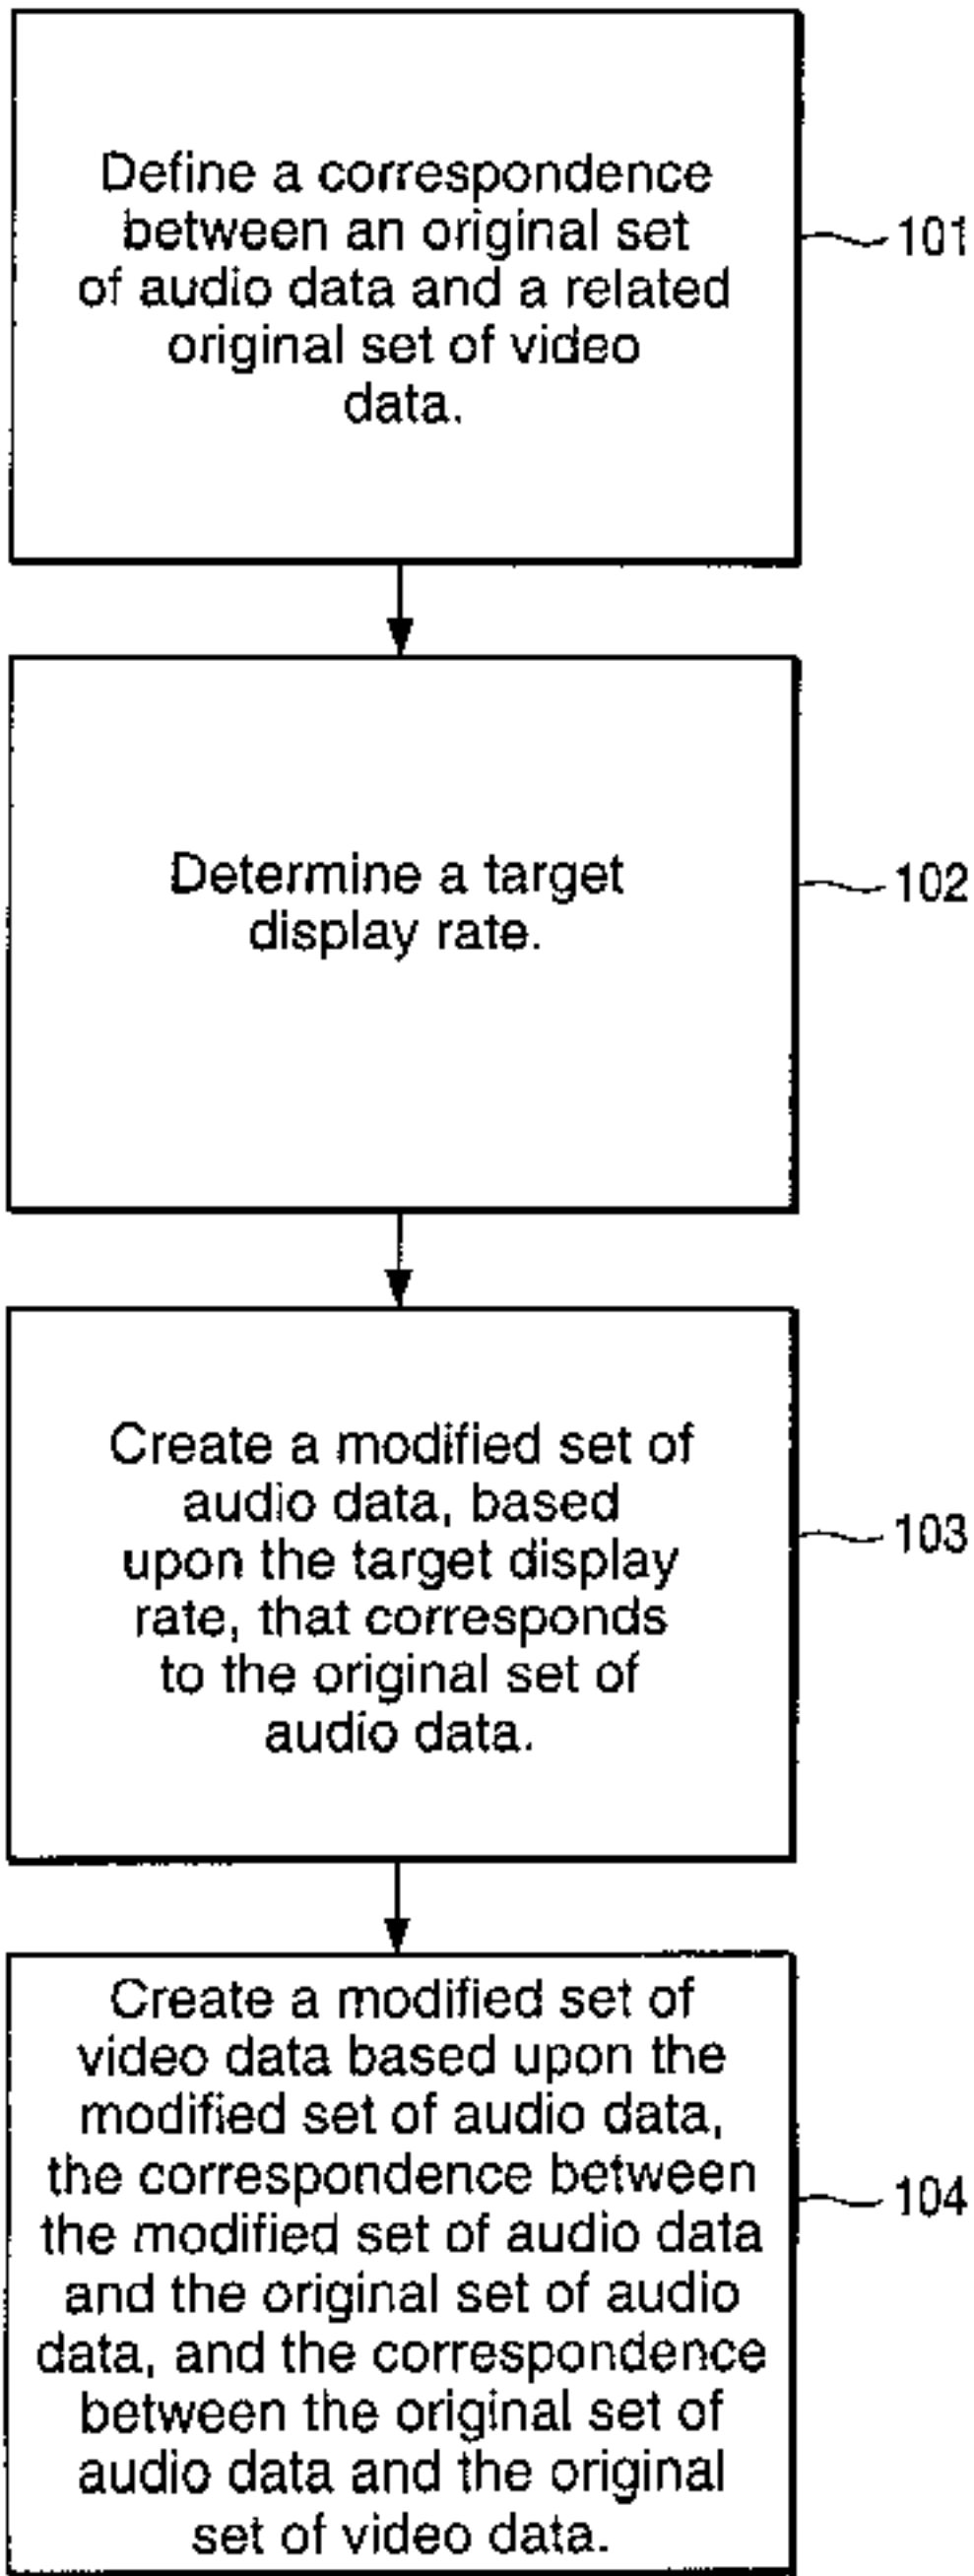 Define a correspondence
between an original set
of audio data and a related
original set of video
data.
101
Determine a target
display rate.
102
Create a modified set of
audio data, based
upon the target display
rate, that corresponds
to the original set of
audio data.
103
Create a modified set of
video data based upon the
modified set of audio data,
the correspondence between
the modified set of audio data
and the original set of audio
data, and the correspondence
between the original set of
audio data and the original
set of video data.
104